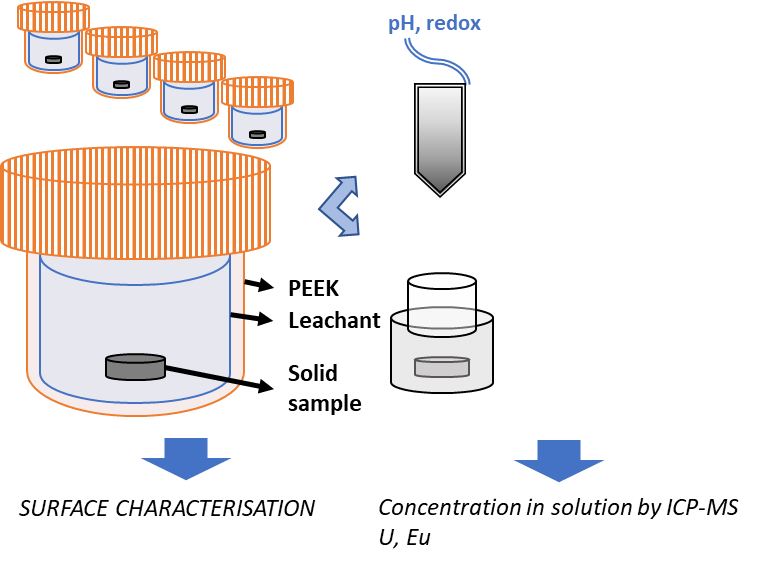 pH, redox
PEEK
Leachant
Solid
sample
SURFACE CHARACTERISATION
Concentration in solution by ICP-MS
U, Eu